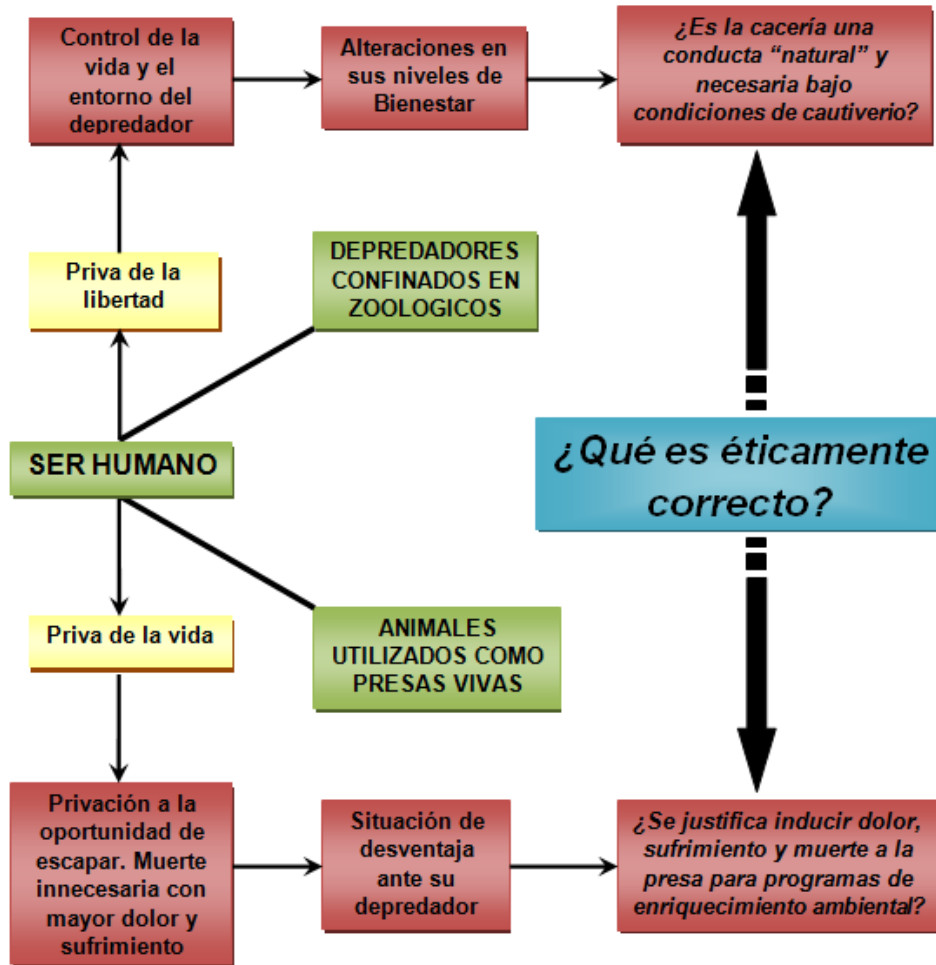 Control de la
vida y el
entorno del
depredador
Alteraciones en
sus niveles de
Bienestar
¿Es la cacería una
conducta “natural” y
necesaria bajo
condiciones de cautiverio?
Priva de la
libertad
DEPREDADORES
CONFINADOS EN
ZOOLOGICOS
SER HUMANO
¿Qué es éticamente
correcto?
Priva de la vida
ANIMALES
UTILIZADOS COMO
PRESAS VIVAS
Privación a la
oportunidad de
escapar. Muerte
innecesaria con
mayor dolor y
sufrimiento
Situación de
desventaja
ante su
depredador
¿Se justifica inducir dolor,
sufrimiento y muerte a la
presa para programas de
enriquecimiento ambiental?